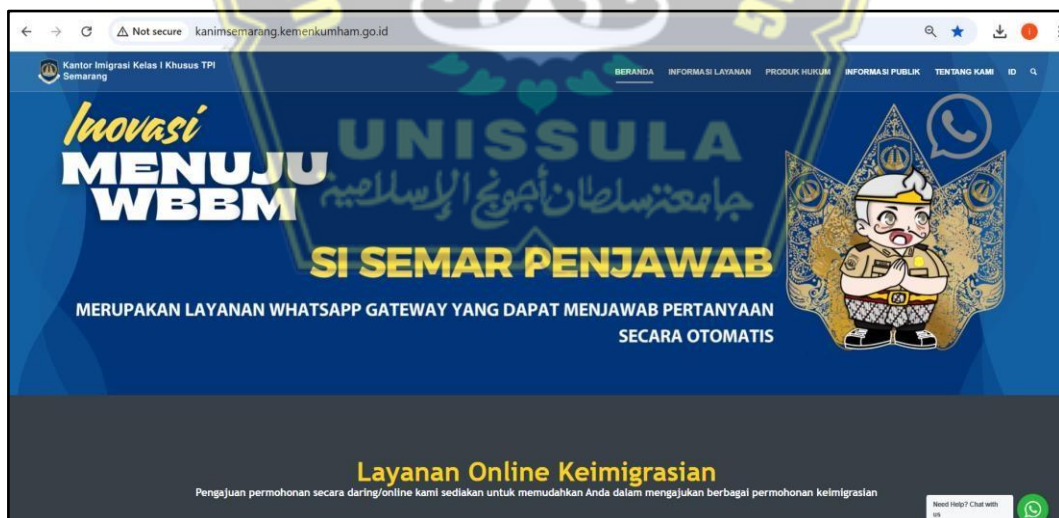 Not secure kanimsemarang.kemenkumham.go.id
Kantor Imigrasi Kelas I Khusus TPI
Semarang
BERANDA INFORMASI LAYANAN PRODUK HUKUM INFORMASI PUBLIK TENTANG KAMI ID
Inovasi
MENUJU
WBBM
UNISSULA
جامعتسلطان أجونج الإسلامية
SI SEMAR PENJAWAB
MERUPAKAN LAYANAN WHATSAPP GATEWAY YANG DAPAT MENJAWAB PERTANYAAN
SECARA OTOMATIS
Layanan Online Keimigrasian
Pengajuan permohonan secara daring/online kami sediakan untuk memudahkan Anda dalam mengajukan berbagai permohonan keimigrasian
Need Help? Chat with
us